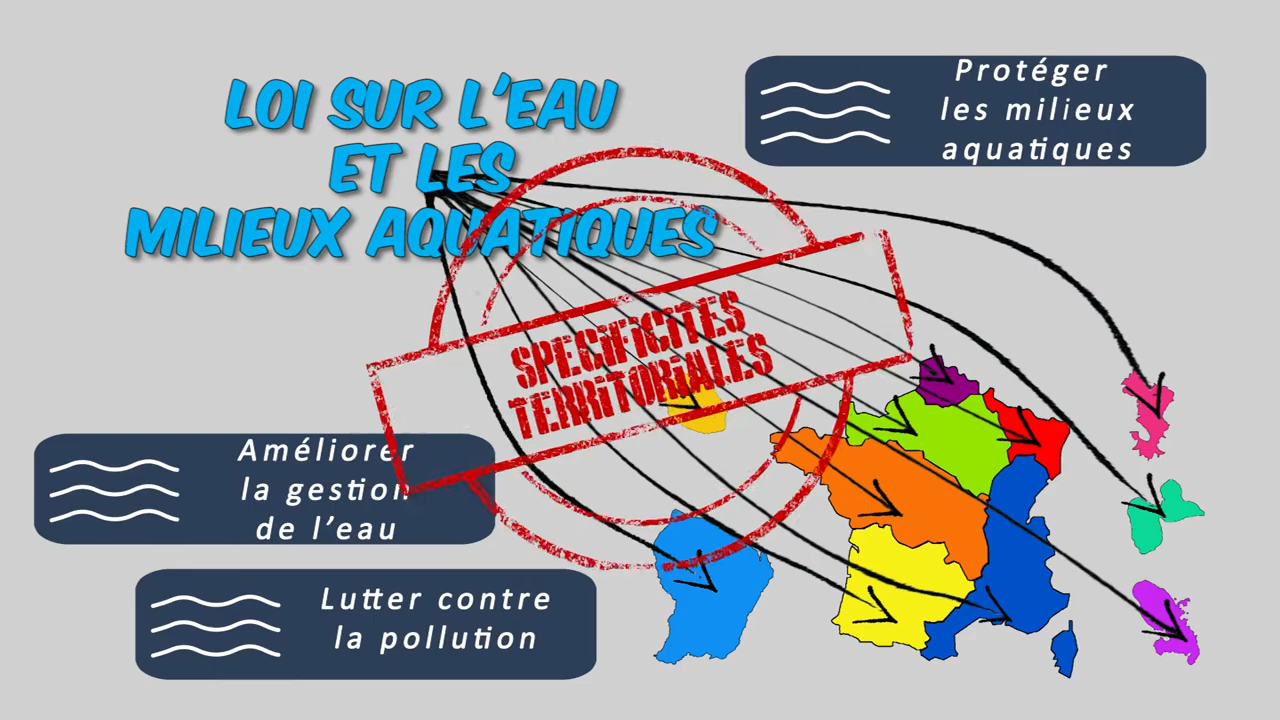 LOI SUR L'EAU
ET LES
MILIEUX AQUATIQUES
Protéger
les milieux
aquatiques
SPECIFICITES
TERRITORIALES
Améliorer
la gestion
de l'eau
Lutter contre
la pollution